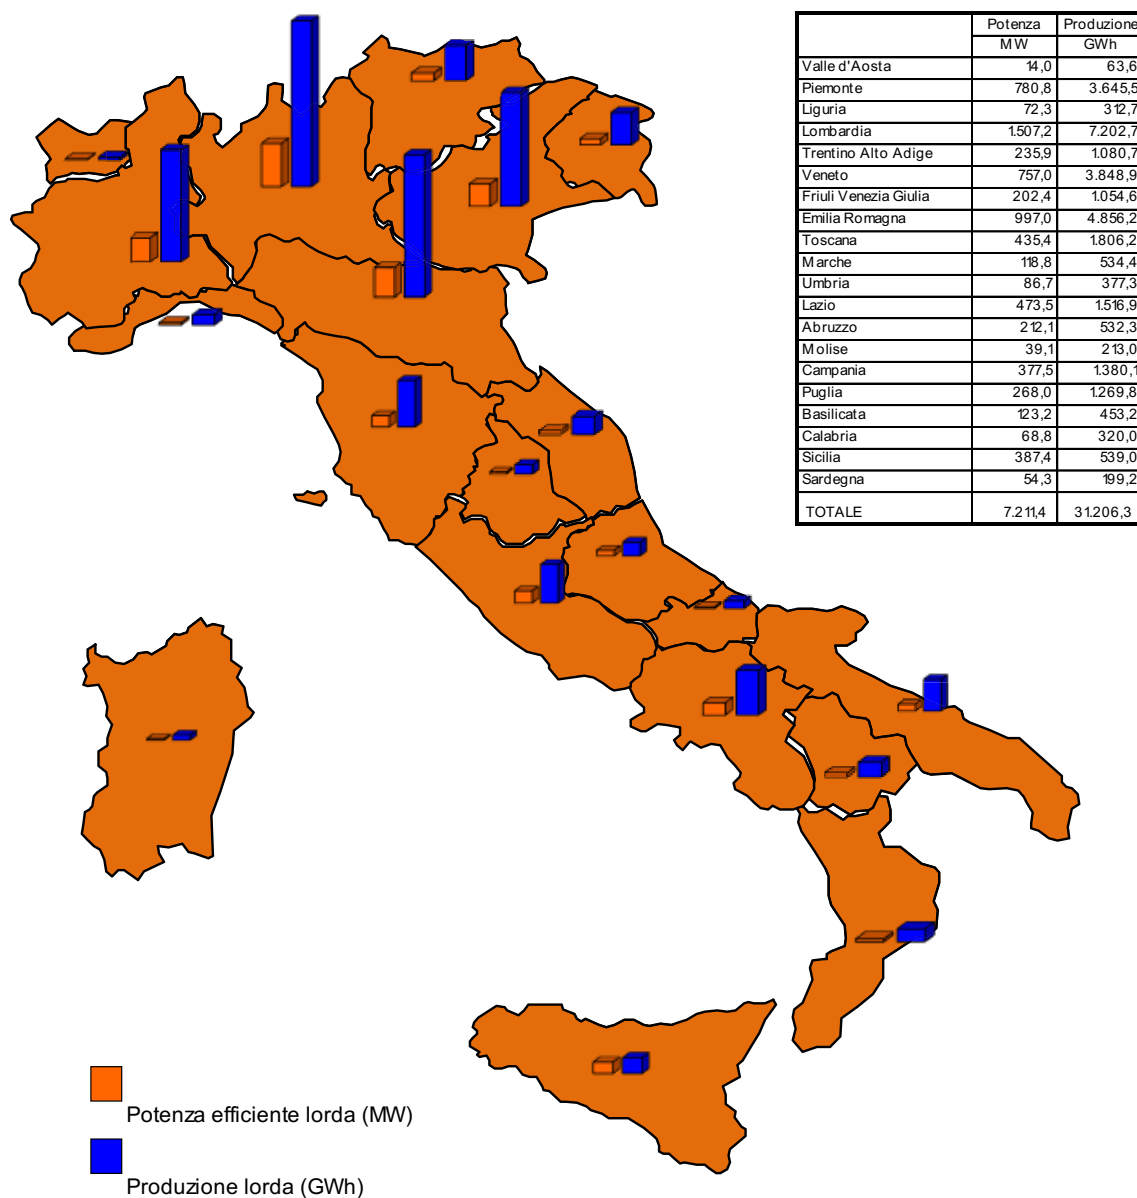 Potenza Produzione
MW GWh
Valle d'Aosta 14,0 63,6
Piemonte 780,8 3.645,5
Liguria 72,3 312,7
Lombardia 1.507,2 7.202,7
Trentino Alto Adige 235,9 1.080,7
Veneto 757,0 3.848,9
Friuli Venezia Giulia 202,4 1.054,6
Emilia Romagna 997,0 4.856,2
Toscana 435,4 1.806,2
Marche 118,8 534,4
Umbria 86,7 377,3
Lazio 473,5 1.516,9
Abruzzo 212,1 532,3
Molise 39,1 213,0
Campania 377,5 1.380,1
Puglia 268,0 1.269,8
Basilicata 123,2 453,2
Calabria 68,8 320,0
Sicilia 387,4 539,0
Sardegna 54,3 199,2
TOTALE 7.211,4 31.206,3
Potenza efficiente lorda (MW)
Produzione lorda (GWh)